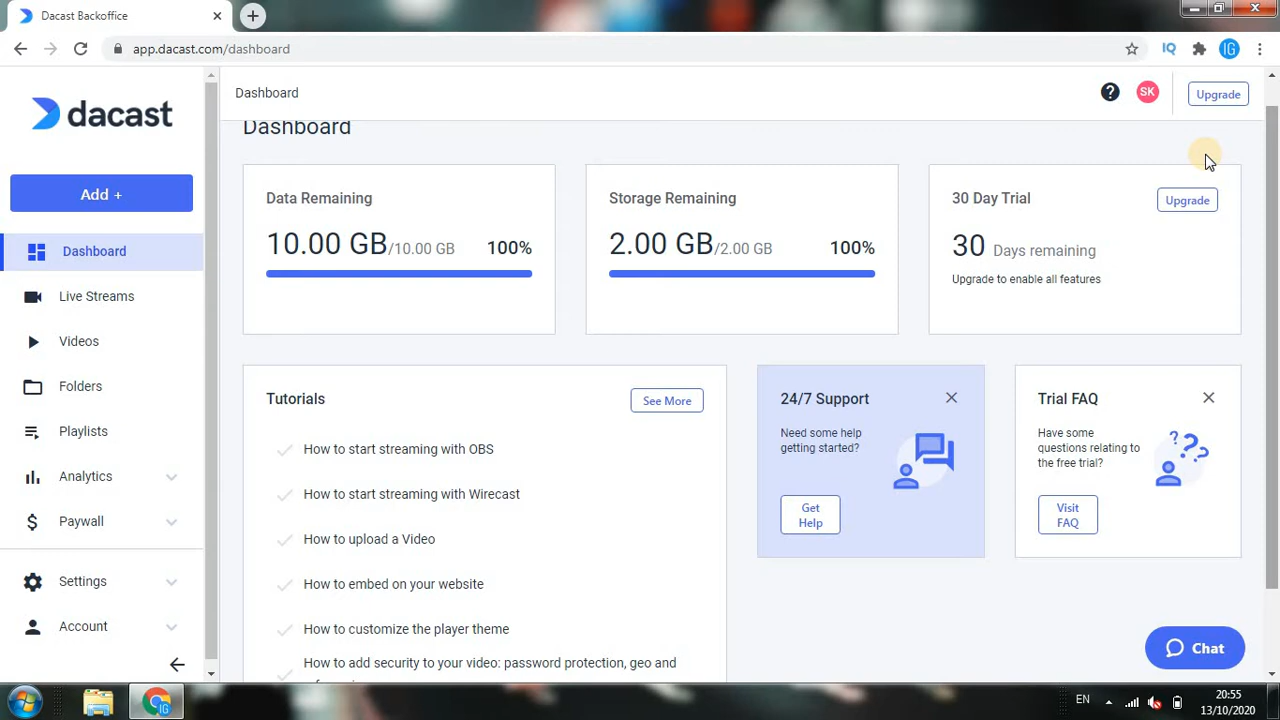 Dacast Backoffice
app.dacast.com/dashboard
IQ
IG
dacast
Dashboard
SK
Upgrade
Add +
Dashboard
Live Streams
Videos
Folders
Playlists
Analytics
Paywall
Settings
Account
Dashboard
Data Remaining
10.00 GB/10.00 GB 100%
Storage Remaining
2.00 GB/2.00 GB 100%
30 Day Trial
Upgrade
30 Days remaining
Upgrade to enable all features
Tutorials
See More
How to start streaming with OBS
How to start streaming with Wirecast
How to upload a Video
How to embed on your website
How to customize the player theme
How to add security to your video: password protection, geo and
24/7 Support
Need some help
getting started?
Get
Help
Trial FAQ
Have some
questions relating to
the free trial?
Visit
FAQ
Chat
IG
EN
20:55
13/10/2020